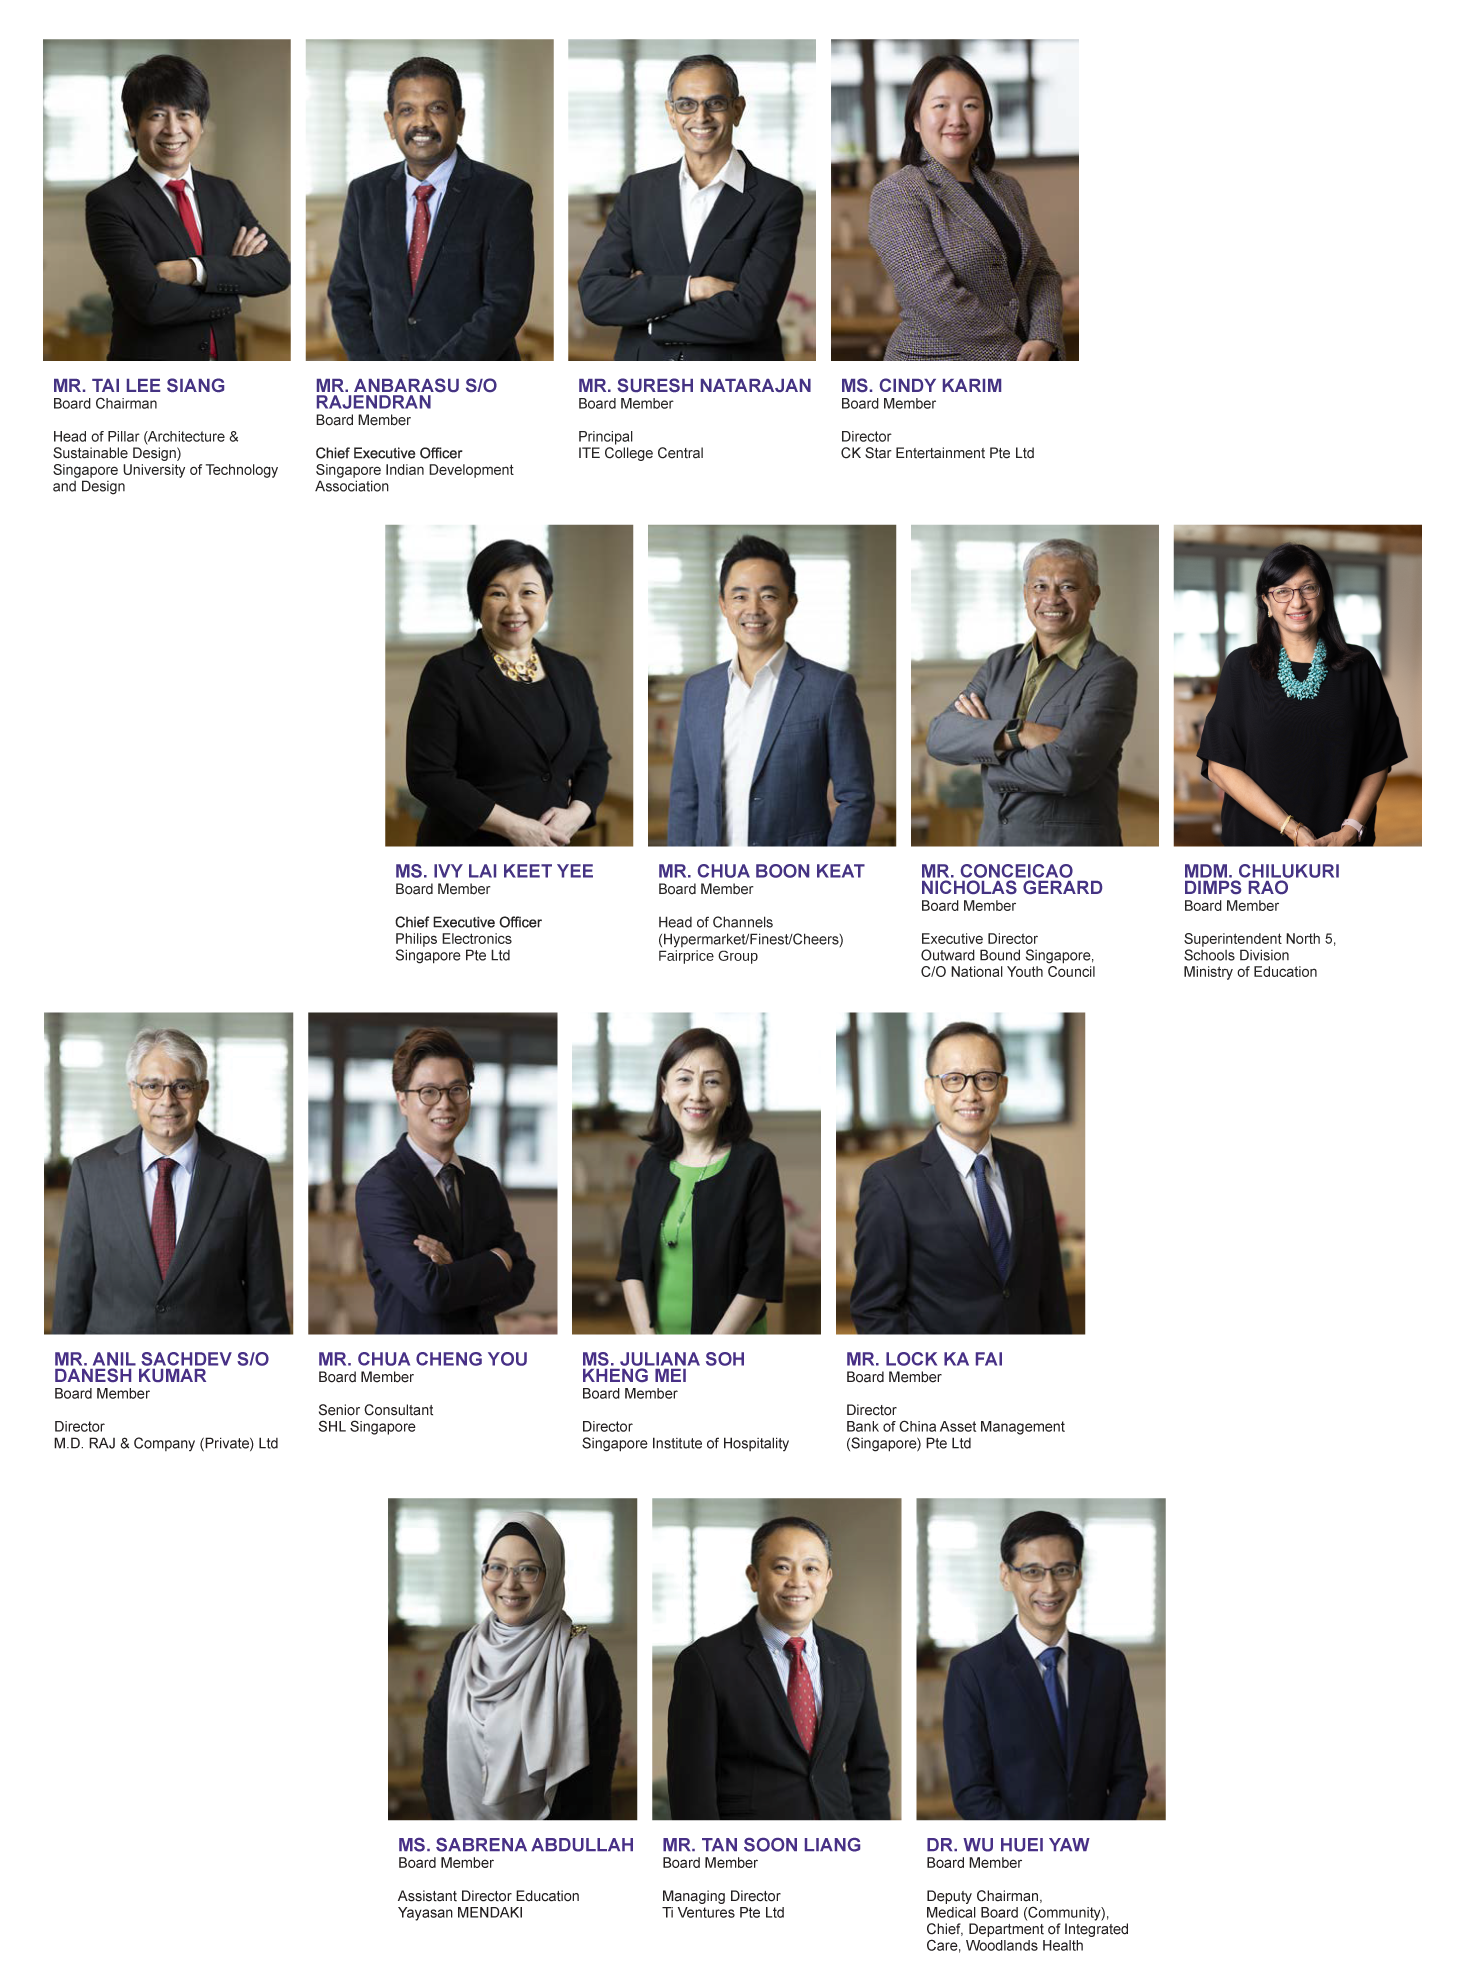 MR. TAI LEE SIANG
Board Chairman
Head of Pillar (Architecture &
Sustainable Design)
Singapore University of Technology
and Design
MR. ANBARASU S/O
RAJENDRAN
Board Member
Chief Executive Officer
Singapore Indian Development
Association
MR. SURESH NATARAJAN
Board Member
Principal
ITE College Central
MS. CINDY KARIM
Board Member
Director
CK Star Entertainment Pte Ltd
MS. IVY LAI KEET YEE
Board Member
Chief Executive Officer
Philips Electronics
Singapore Pte Ltd
MR. CHUA BOON KEAT
Board Member
Head of Channels
(Hypermarket/Finest/Cheers)
Fairprice Group
MR. CONCEICAO
NICHOLAS GERARD
Board Member
Executive Director
Outward Bound Singapore,
C/O National Youth Council
MDM. CHILUKURI
DIMPS RAO
Board Member
Superintendent North 5,
Schools Division
Ministry of Education
MR. ANIL SACHDEV S/O
DANESH KUMAR
Board Member
Director
M.D. RAJ & Company (Private) Ltd
MR. CHUA CHENG YOU
Board Member
Senior Consultant
SHL Singapore
MS. JULIANA SOH
KHENG MEI
Board Member
Director
Singapore Institute of Hospitality
MR. LOCK KA FAI
Board Member
Director
Bank of China Asset Management
(Singapore) Pte Ltd
MS. SABRENA ABDULLAH
Board Member
Assistant Director Education
Yayasan MENDAKI
MR. TAN SOON LIANG
Board Member
Managing Director
Ti Ventures Pte Ltd
DR. WU HUEI YAW
Board Member
Deputy Chairman,
Medical Board (Community),
Chief, Department of Integrated
Care, Woodlands Health